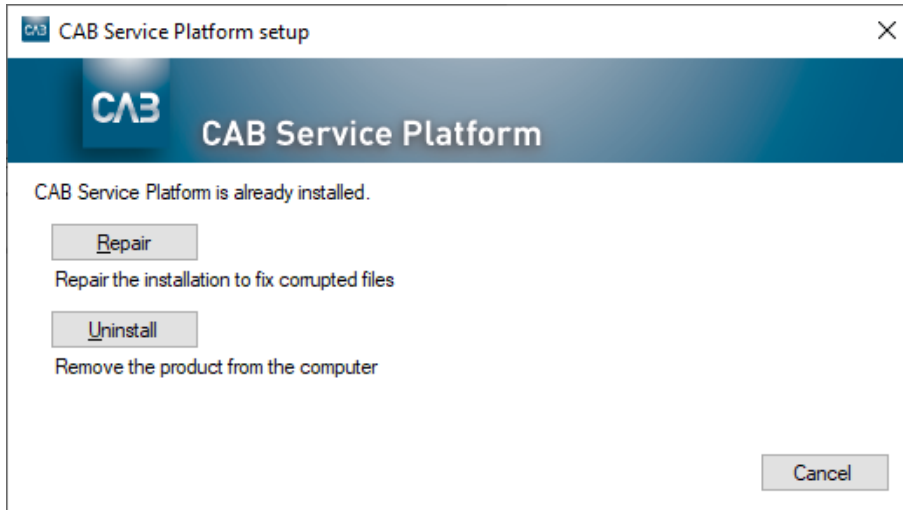 CAB CAB Service Platform setup
CAB
CAB Service Platform
CAB Service Platform is already installed.
Repair
Repair the installation to fix corrupted files
Uninstall
Remove the product from the computer
Cancel